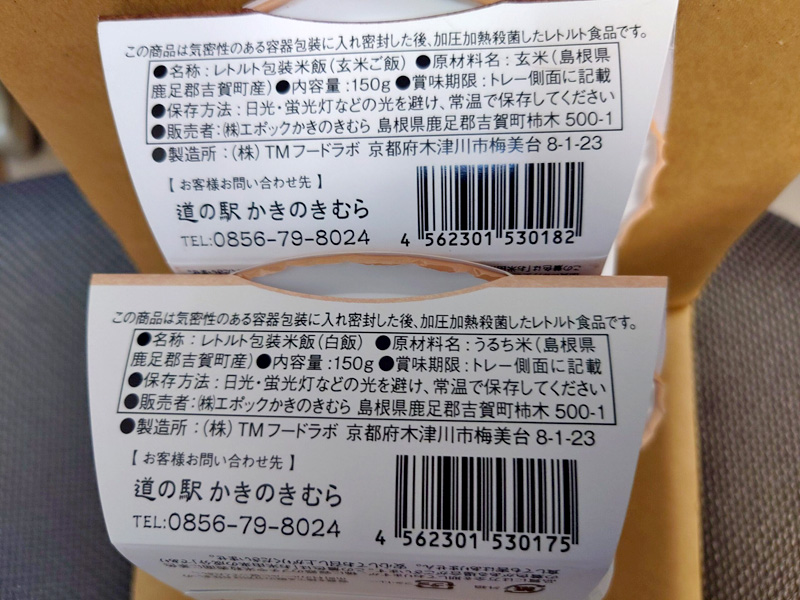 この商品は気密性のある容器包装に入れ密封した後、加圧加熱殺菌したレトルト食品です。
●名称：レトルト包装米飯(玄米ご飯) ●原材料名：玄米(島根県
鹿足郡吉賀町産)●内容量:150g ●賞味期限：トレー側面に記載
●保存方法：日光・蛍光灯などの光を避け、常温で保存してください
●販売者：㈱エポックかきのきむら 島根県鹿足郡吉賀町柿木 500-1
●製造所：(株) TMフードラボ 京都府木津川市梅美台 8-1-23
【 お客様お問い合わせ先 】
道の駅 かきのきむら
TEL:0856-79-8024
4 562301 530182
この商品は気密性のある容器包装に入れ密封した後、加圧加熱殺菌したレトルト食品です。
●名称：レトルト包装米飯(白飯) ●原材料名：うるち米(島根県
鹿足郡吉賀町産)●内容量:150g●賞味期限：トレー側面に記載
●保存方法：日光・蛍光灯などの光を避け、常温で保存してください
●販売者：㈱エポックかきのきむら 島根県鹿足郡吉賀町柿木 500-1
●製造所：(株) TMフードラボ 京都府木津川市梅美台 8-1-23
【 お客様お問い合わせ先 】
道の駅 かきのきむら
TEL:0856-79-8024
4 562301 530175